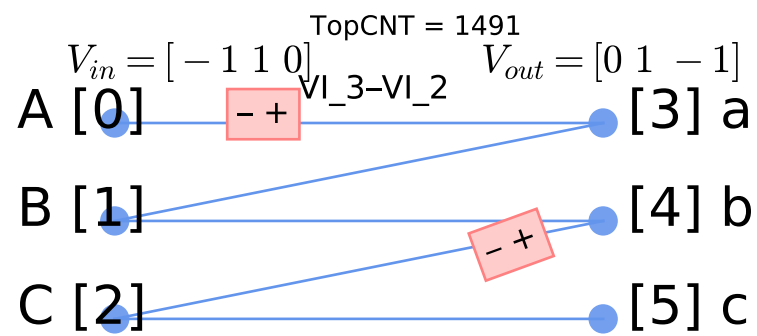 TopCNT = 1491
V_in = [ − 1 1 0]
V_out = [0 1 − 1]
VI_3–VI_2
A [0]
– +
[3] a
B [1]
[4] b
– +
C [2]
[5] c